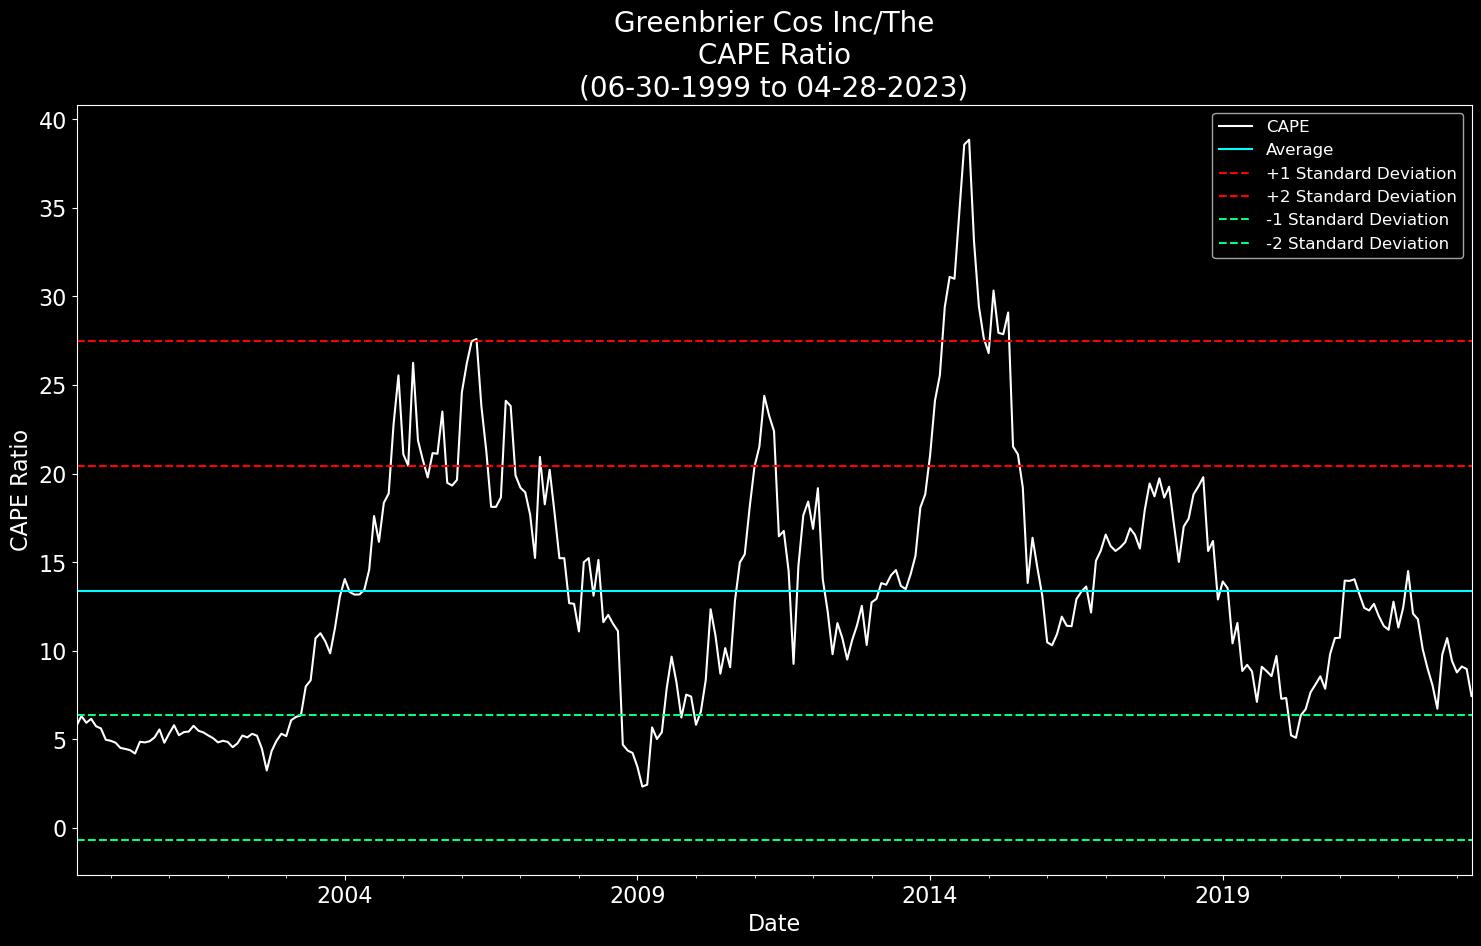 Greenbrier Cos Inc/The
CAPE Ratio
(06-30-1999 to 04-28-2023)
CAPE
Average
+1 Standard Deviation
+2 Standard Deviation
-1 Standard Deviation
-2 Standard Deviation
CAPE Ratio
40
35
30
25
20
15
10
5
0
2004
2009
2014
2019
Date